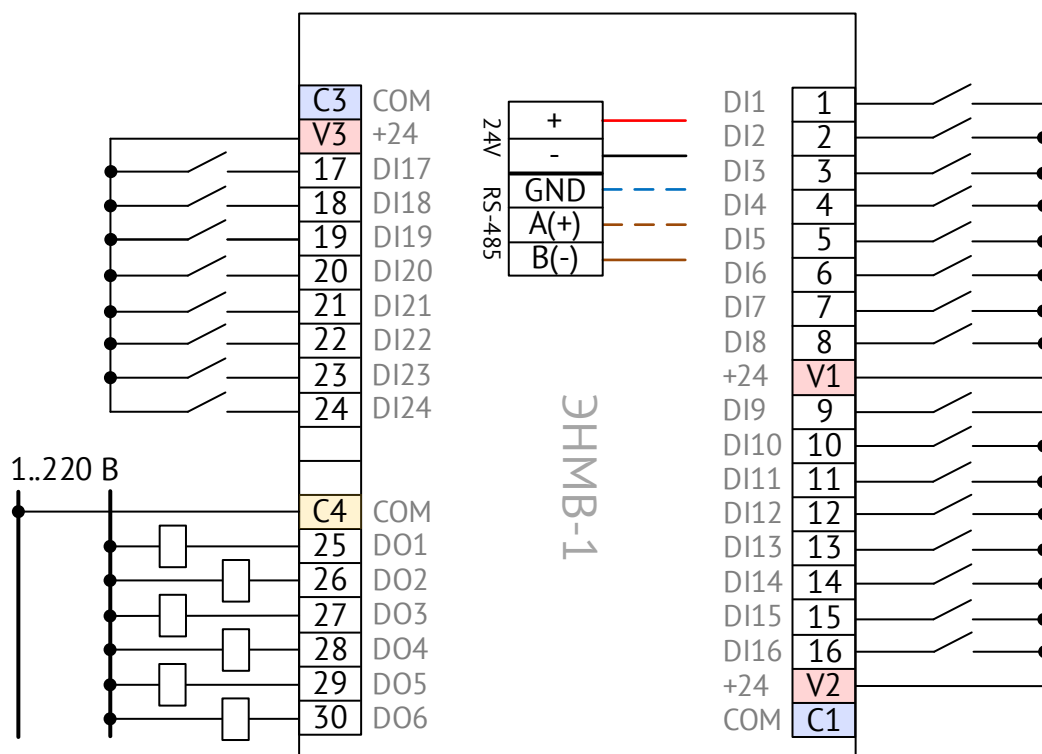 C3 COM
V3 +24
17 DI17
18 DI18
19 DI19
20 DI20
21 DI21
22 DI22
23 DI23
24 DI24
1..220 В
C4 COM
25 DO1
26 DO2
27 DO3
28 DO4
29 DO5
30 DO6
24V
+
-
RS-485
GND
A(+)
B(-)
ЭНМВ-1
DI1 1
DI2 2
DI3 3
DI4 4
DI5 5
DI6 6
DI7 7
DI8 8
+24 V1
DI9 9
DI10 10
DI11 11
DI12 12
DI13 13
DI14 14
DI15 15
DI16 16
+24 V2
COM C1